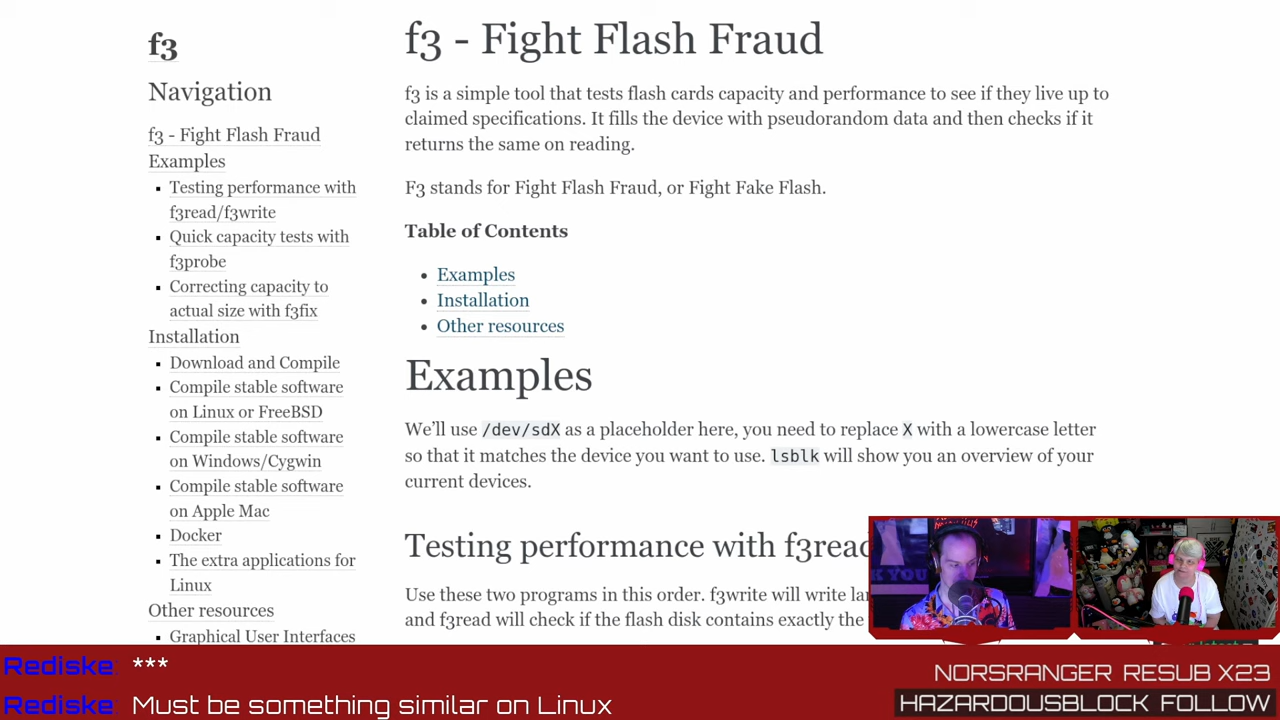 f3
Navigation
f3 - Fight Flash Fraud
Examples
Testing performance with
f3read/f3write
Quick capacity tests with
f3probe
Correcting capacity to
actual size with f3fix
Installation
Download and Compile
Compile stable software
on Linux or FreeBSD
Compile stable software
on Windows/Cygwin
Compile stable software
on Apple Mac
Docker
The extra applications for
Linux
Other resources
Graphical User Interfaces
f3 - Fight Flash Fraud
f3 is a simple tool that tests flash cards capacity and performance to see if they live up to
claimed specifications. It fills the device with pseudorandom data and then checks if it
returns the same on reading.
F3 stands for Fight Flash Fraud, or Fight Fake Flash.
Table of Contents
Examples
Installation
Other resources
Examples
We'll use /dev/sdX as a placeholder here, you need to replace X with a lowercase letter
so that it matches the device you want to use. lsblk will show you an overview of your
current devices.
Testing performance with f3read
Use these two programs in this order. f3write will write
and f3read will check if the flash disk contains exactly the
Rediske: ***
Rediske: Must be something similar on Linux
NORSRANGER RESUB X23
HAZARDOUSBLOCK FOLLOW